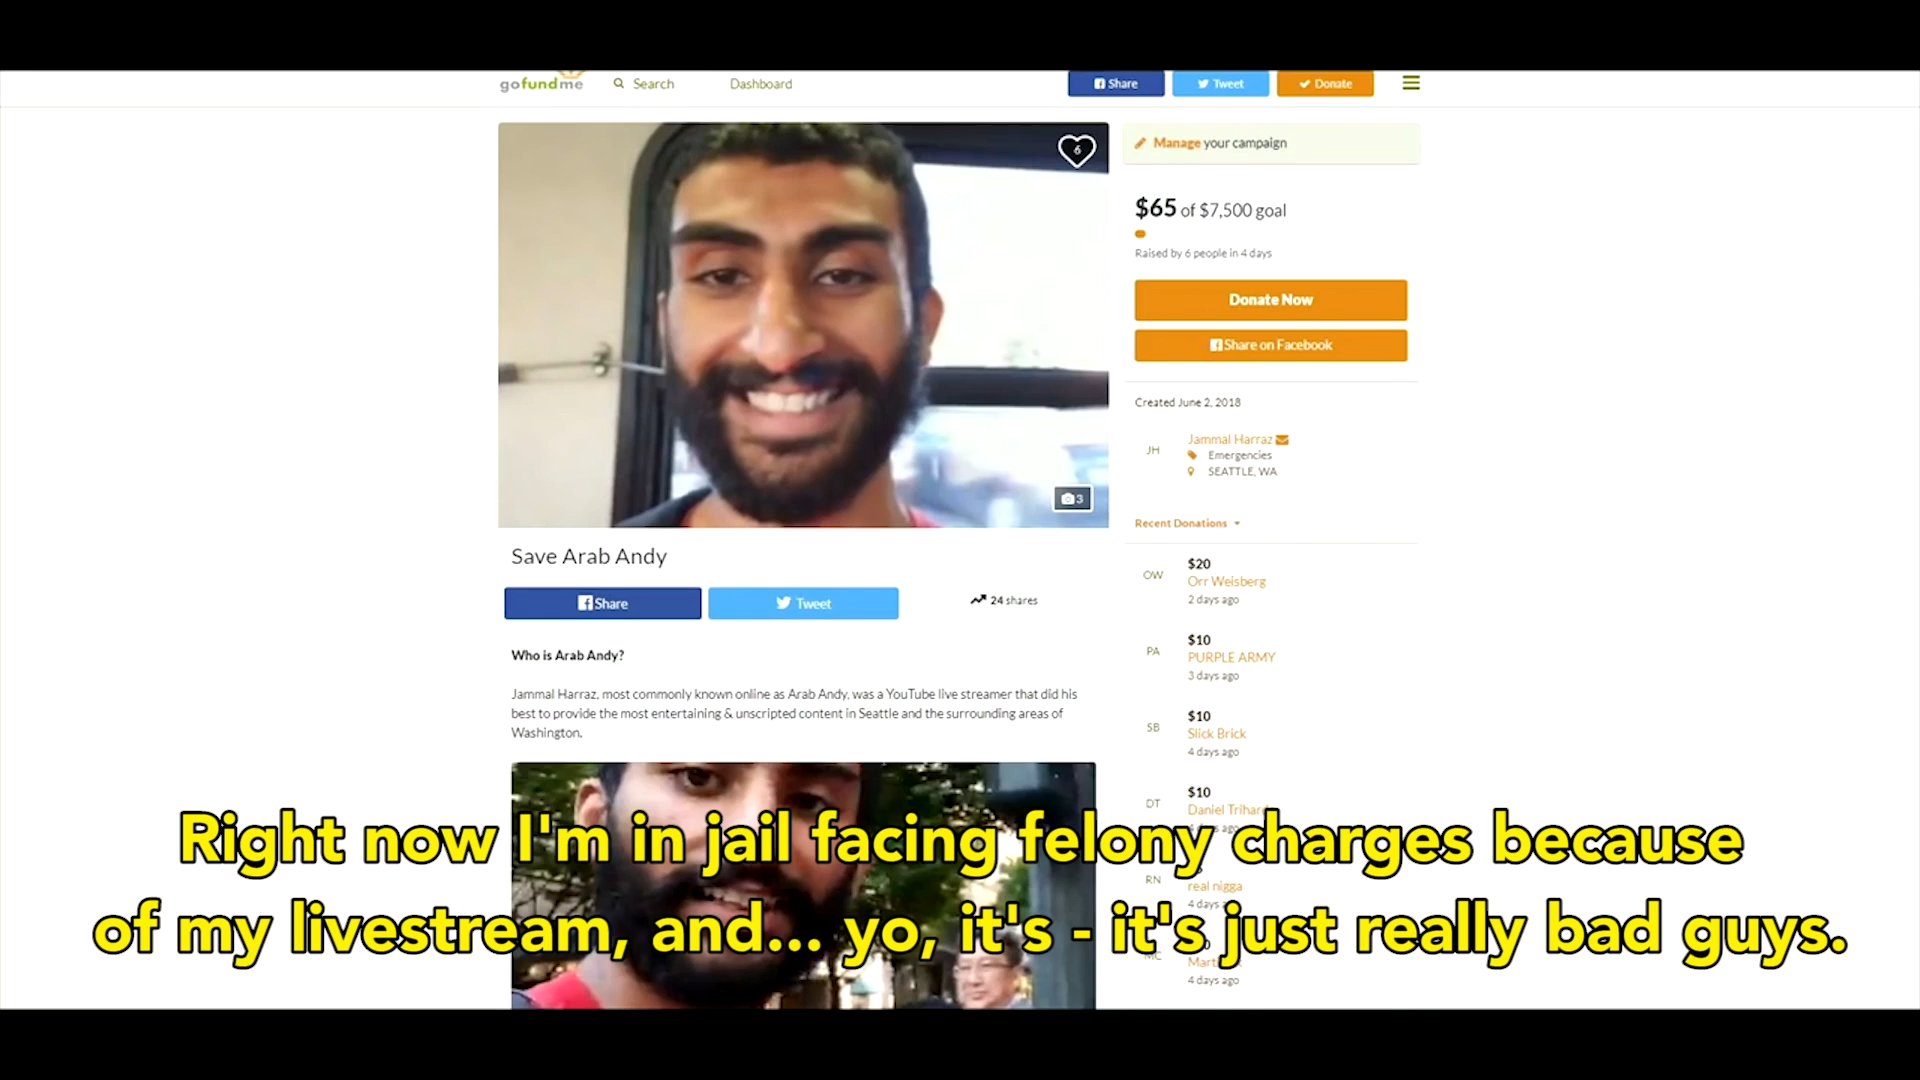 gofundme Search Dashboard Share Tweet Donate
6
Manage your campaign
$65 of $7,500 goal
Raised by 6 people in 4 days
Donate Now
Share on Facebook
Created June 2, 2018
JH Jammal Harraz
Emergencies
SEATTLE, WA
3
Recent Donations
Save Arab Andy
Share Tweet 24 shares
Who is Arab Andy?
Jammal Harraz, most commonly known online as Arab Andy, was a YouTube live streamer that did his
best to provide the most entertaining & unscripted content in Seattle and the surrounding areas of
Washington.
OW $20
Orr Weisberg
2 days ago
PA $10
PURPLE ARMY
3 days ago
SB $10
Slick Brick
4 days ago
DT $10
Daniel
RN real nigga
4 days
MC
4 days ago
Right now I'm in jail facing felony charges because
of my livestream, and... yo, it's - it's just really bad guys.